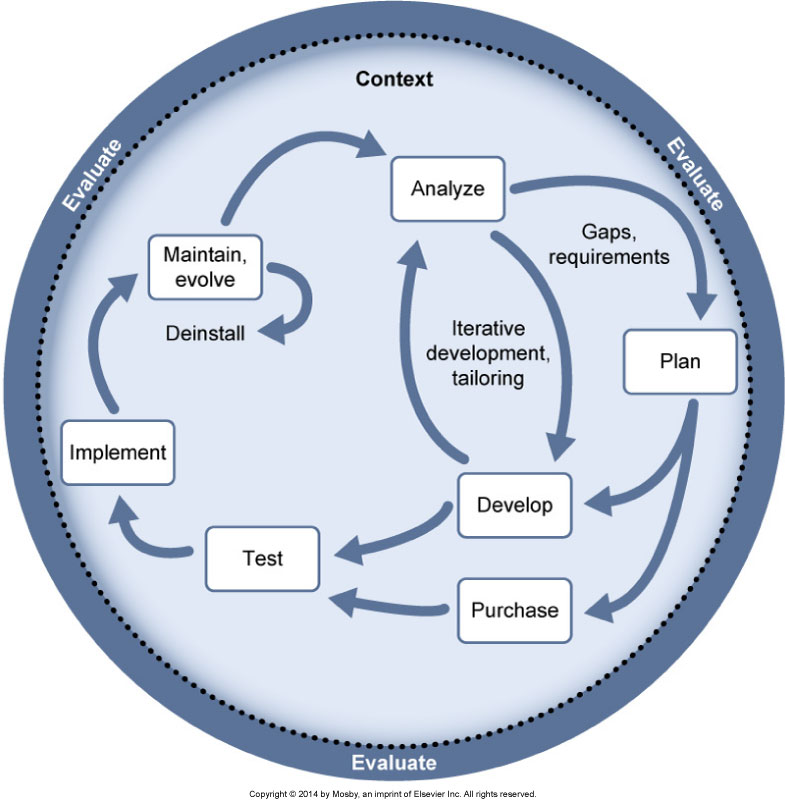 Context
Evaluate
Evaluate
Analyze
Gaps,
requirements
Maintain,
evolve
Deinstall
Iterative
development,
tailoring
Plan
Implement
Develop
Test
Purchase
Evaluate
Copyright © 2014 by Mosby, an imprint of Elsevier Inc. All rights reserved.